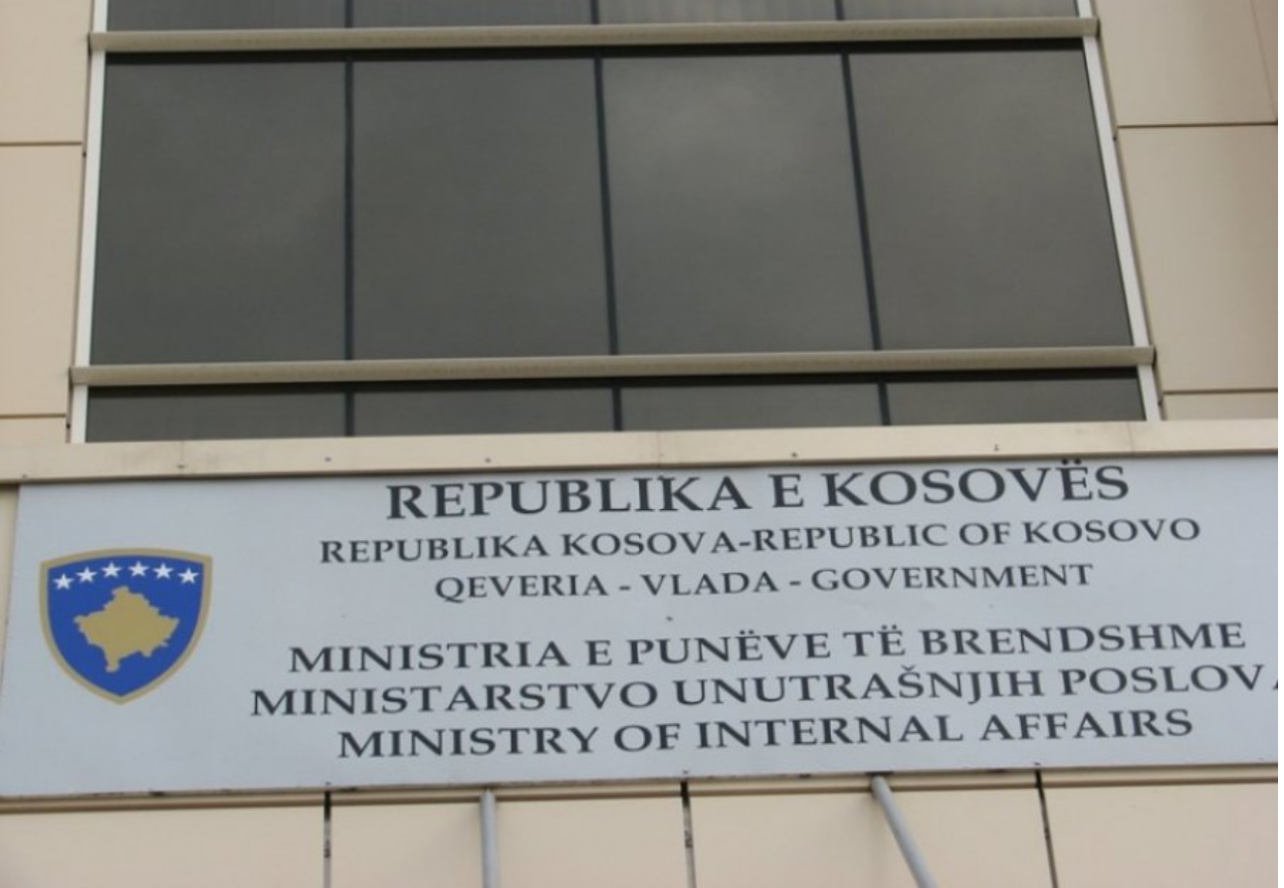 REPUBLIKA E KOSOVËS
REPUBLIKA KOSOVA-REPUBLIC OF KOSOVO
QEVERIA - VLADA - GOVERNMENT
MINISTRIA E PUNËVE TË BRENDSHME
MINISTARSTVO UNUTRAŠNJIH POSLOVA
MINISTRY OF INTERNAL AFFAIRS